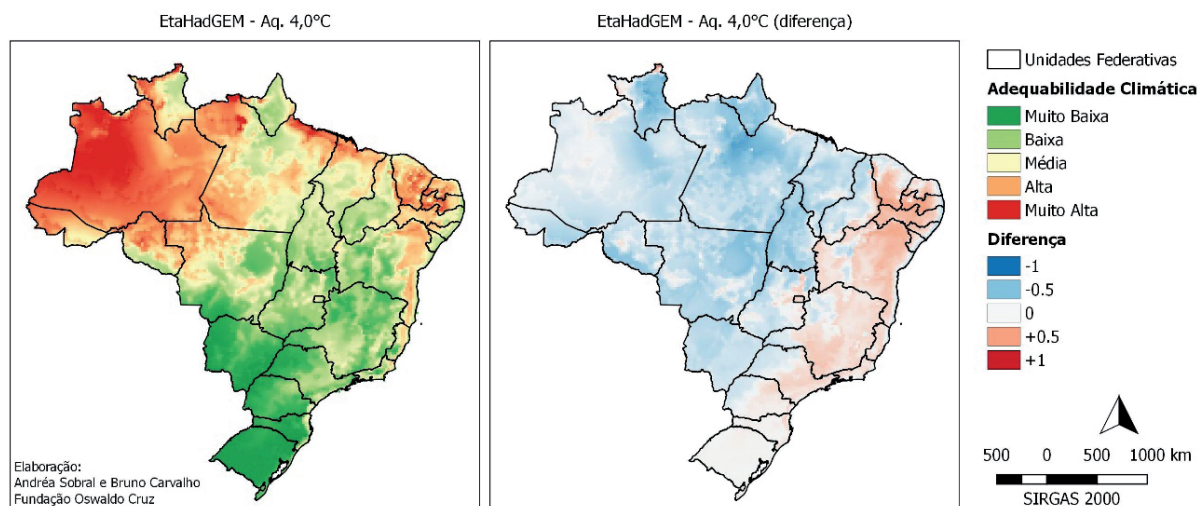 EtaHadGEM - Aq. 4,0°C
EtaHadGEM - Aq. 4,0°C (diferença)
Unidades Federativas
Adequabilidade Climática
Muito Baixa
Baixa
Média
Alta
Muito Alta
Diferença
-1
-0.5
0
+0.5
+1
500 0 500 1000 km
SIRGAS 2000
Elaboração:
Andréa Sobral e Bruno Carvalho
Fundação Oswaldo Cruz